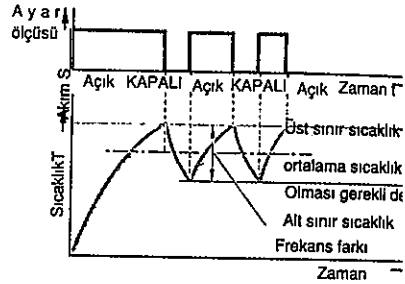 Ayar
ölçüsü
Akım S
Açık KAPALI Açık KAPALI Açık Zaman t
Üst sınır sıcaklık
SıcaklıkT
ortalama sıcaklık
Olması gerekli de
Alt sınır sıcaklık
Frekans farkı
Zaman